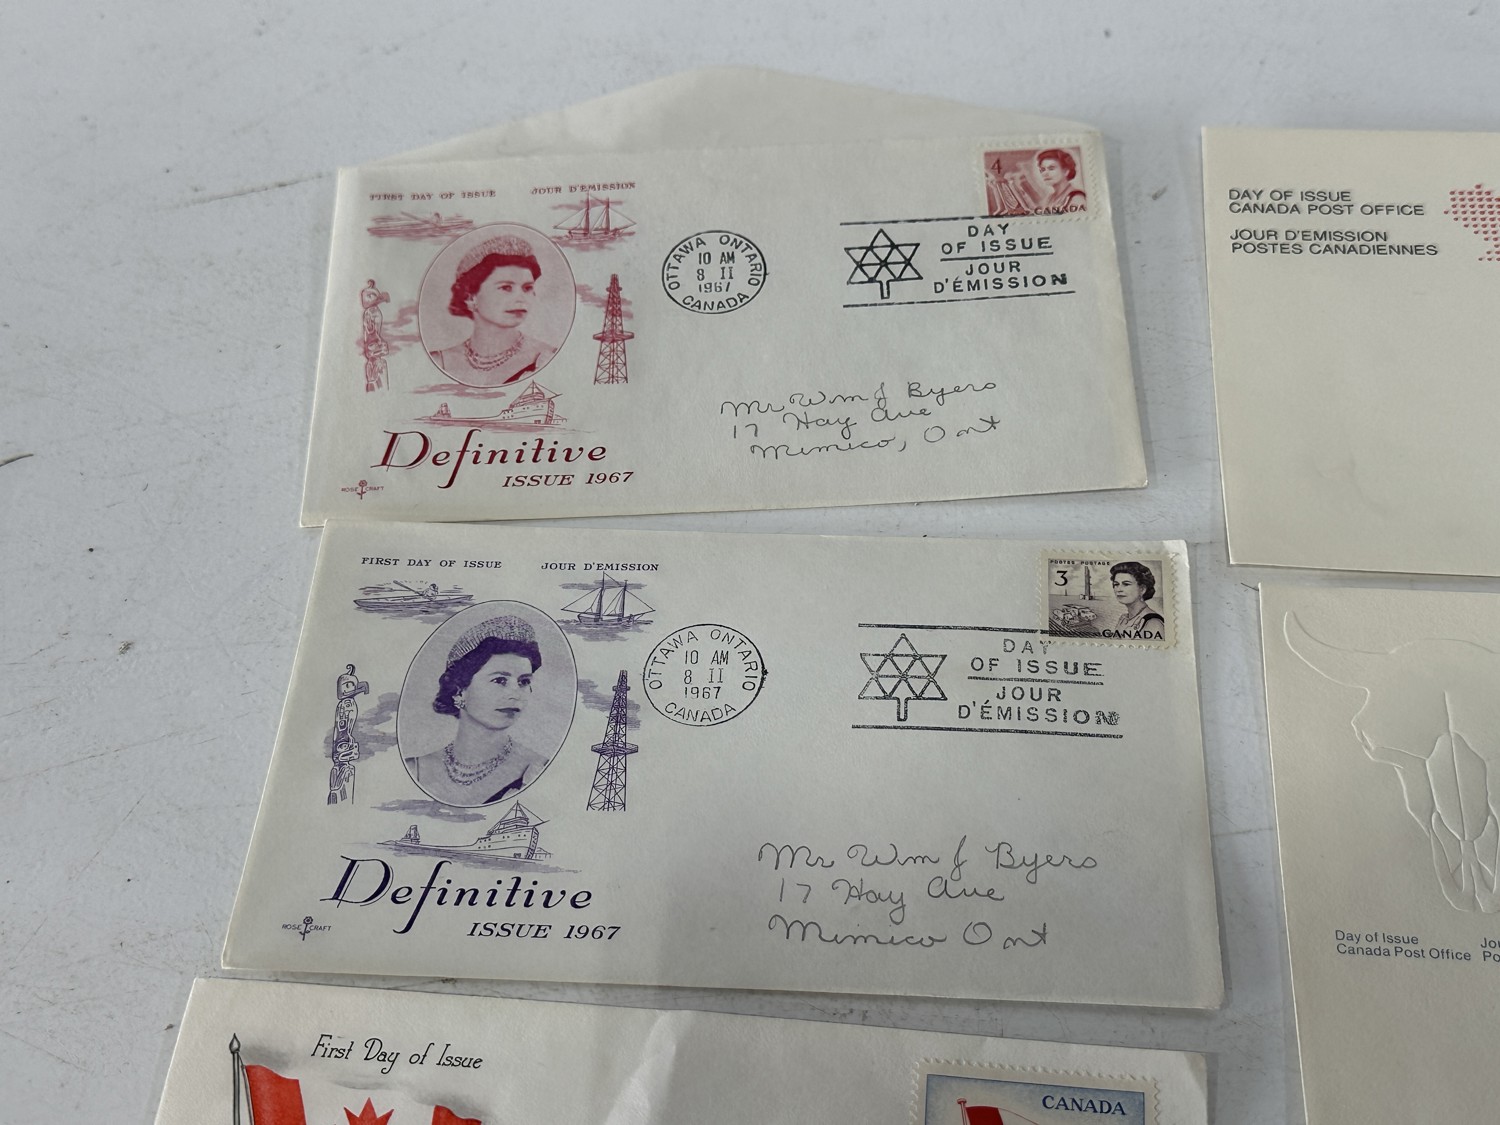 FIRST DAY OF ISSUE JOUR D'EMISSION
4
CANADA
OTTAWA ONTARIO
10 AM
8 II
1967
CANADA
DAY
OF ISSUE
JOUR
D'ÉMISSION
Mr Wm J Byers
17 Hay Ave
Mimico, Ont
Definitive
ISSUE 1967
ROSE CRAFT
FIRST DAY OF ISSUE JOUR D'EMISSION
POSTES POSTAGE
3
CANADA
OTTAWA ONTARIO
10 AM
8 II
1967
CANADA
DAY
OF ISSUE
JOUR
D'ÉMISSION
Mr Wm J Byers
17 Hay Ave
Mimico Ont
Definitive
ISSUE 1967
ROSE CRAFT
First Day of Issue
CANADA
DAY OF ISSUE
CANADA POST OFFICE
JOUR D'EMISSION
POSTES CANADIENNES
Day of Issue
Canada Post Office